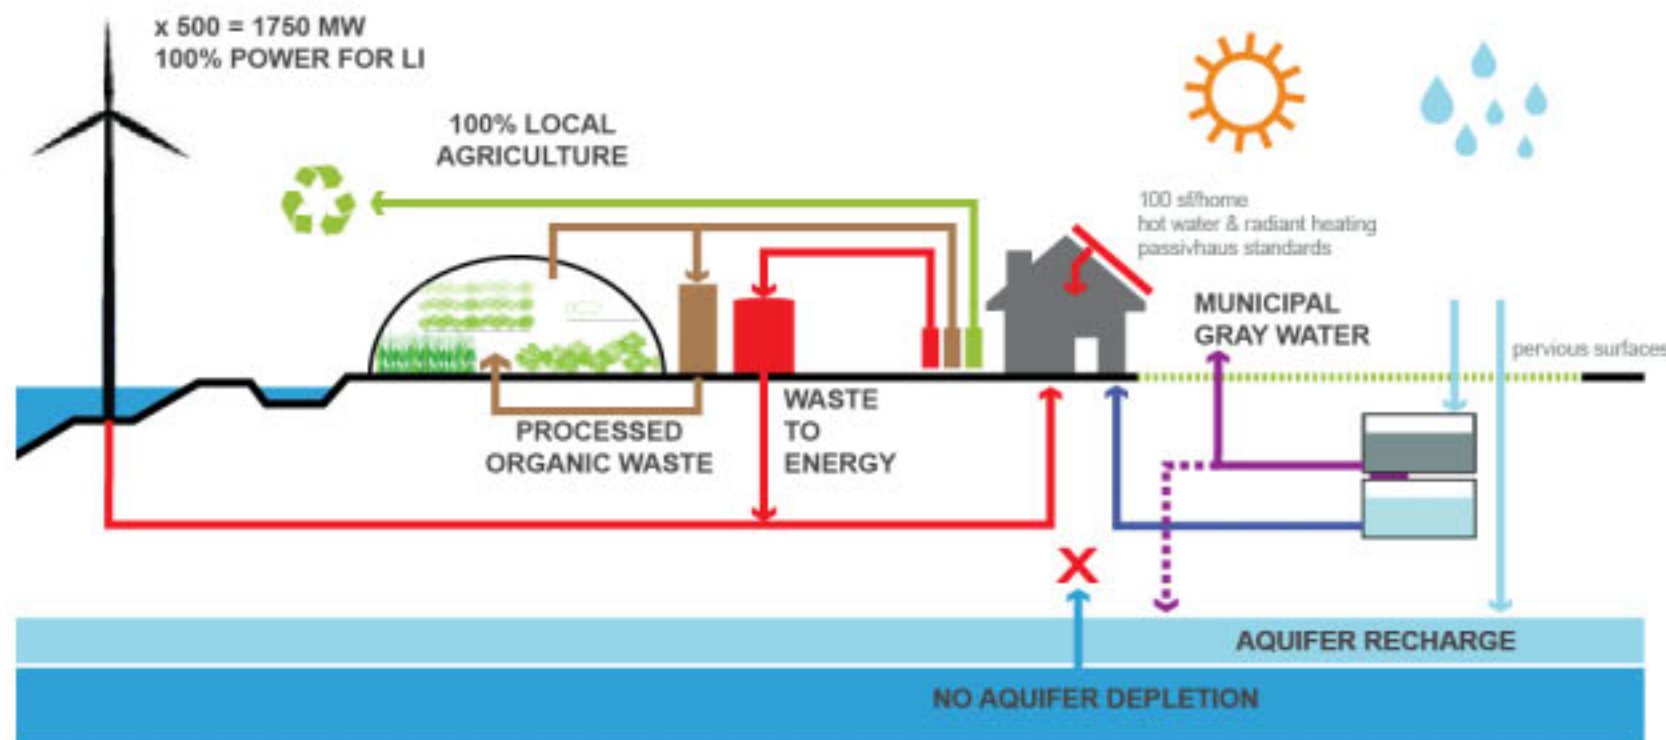 x 500 = 1750 MW
100% POWER FOR LI
100% LOCAL
AGRICULTURE
100 sf/home
hot water & radiant heating
passivhaus standards
MUNICIPAL
GRAY WATER
pervious surfaces
WASTE
TO
ENERGY
PROCESSED
ORGANIC WASTE
X
AQUIFER RECHARGE
NO AQUIFER DEPLETION